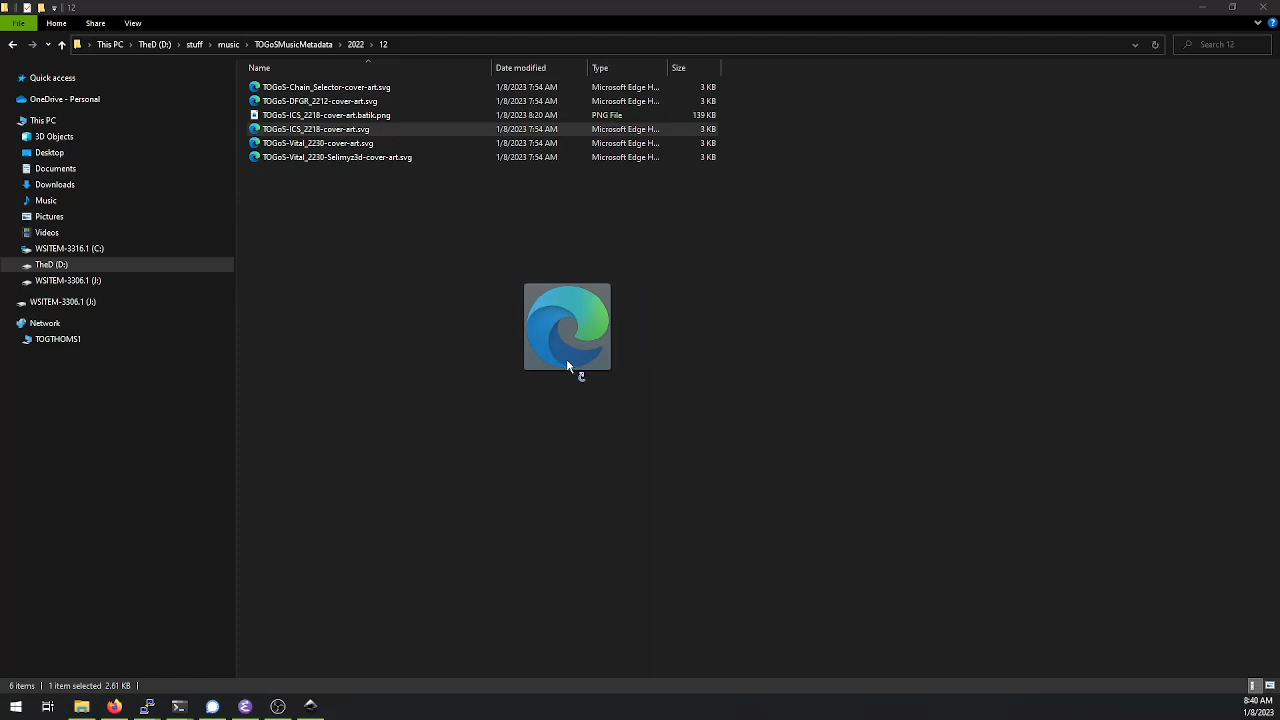 12
File Home Share View
This PC TheD (D:) stuff music TOGoSMusicMetadata 2022 12 Search 12
Name Date modified Type Size
Quick access
OneDrive - Personal
This PC
3D Objects
Desktop
Documents
Downloads
Music
Pictures
Videos
WSITEM-3316.1 (C:)
TheD (D:)
WSITEM-3306.1 (J:)
WSITEM-3306.1 (J:)
Network
TOGTHOMS1
TOGoS-Chain_Selector-cover-art.svg 1/8/2023 7:54 AM Microsoft Edge H... 3 KB
TOGoS-DFGR_2212-cover-art.svg 1/8/2023 7:54 AM Microsoft Edge H... 3 KB
TOGoS-ICS_2218-cover-art.batik.png 1/8/2023 8:20 AM PNG File 139 KB
TOGoS-ICS_2218-cover-art.svg 1/8/2023 7:54 AM Microsoft Edge H... 3 KB
TOGoS-Vital_2230-cover-art.svg 1/8/2023 7:54 AM Microsoft Edge H... 3 KB
TOGoS-Vital_2230-Selimyz3d-cover-art.svg 1/8/2023 7:54 AM Microsoft Edge H... 3 KB
6 items 1 item selected 2.61 KB
8:40 AM
1/8/2023